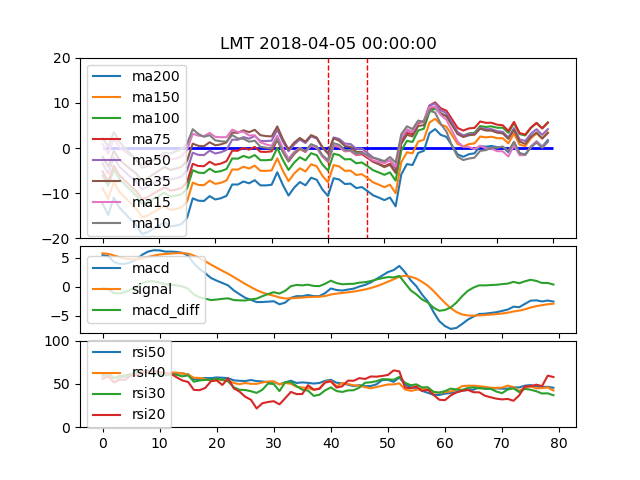 LMT 2018-04-05 00:00:00
20
10
0
−10
−20
ma200
ma150
ma100
ma75
ma50
ma35
ma15
ma10
5
0
−5
macd
signal
macd_diff
100
50
0
rsi50
rsi40
rsi30
rsi20
0 10 20 30 40 50 60 70 80